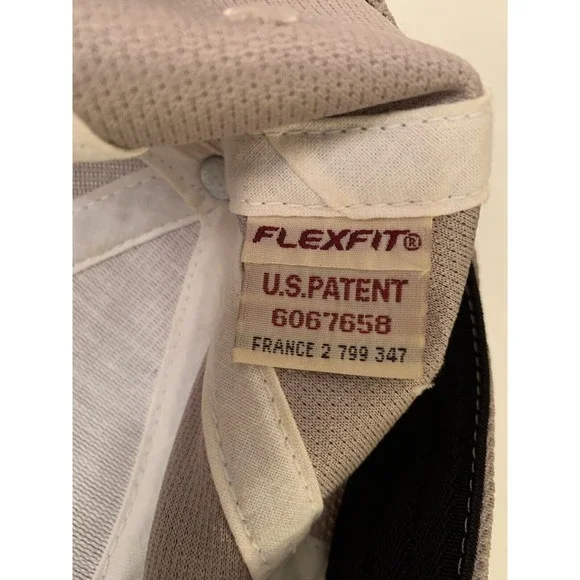 FLEXFIT®
U.S.PATENT
6067658
FRANCE 2 799 347